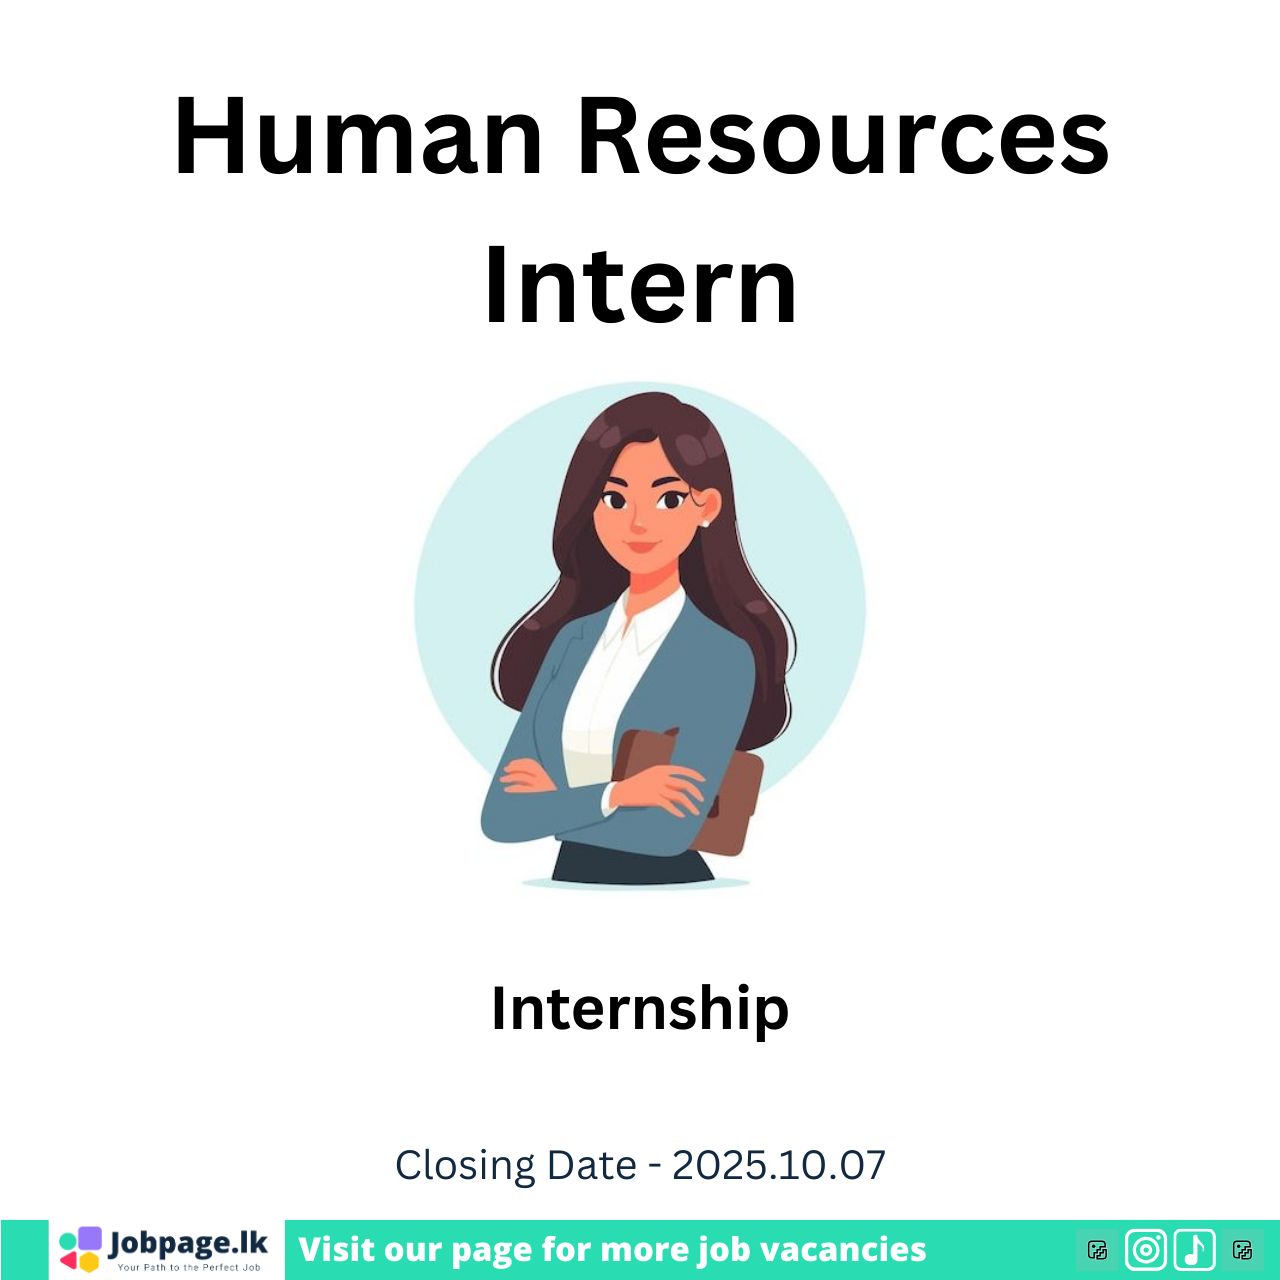 Human Resources
Intern
Internship
Closing Date - 2025.10.07
Jobpage.lk
Your Path to the Perfect Job
Visit our page for more job vacancies